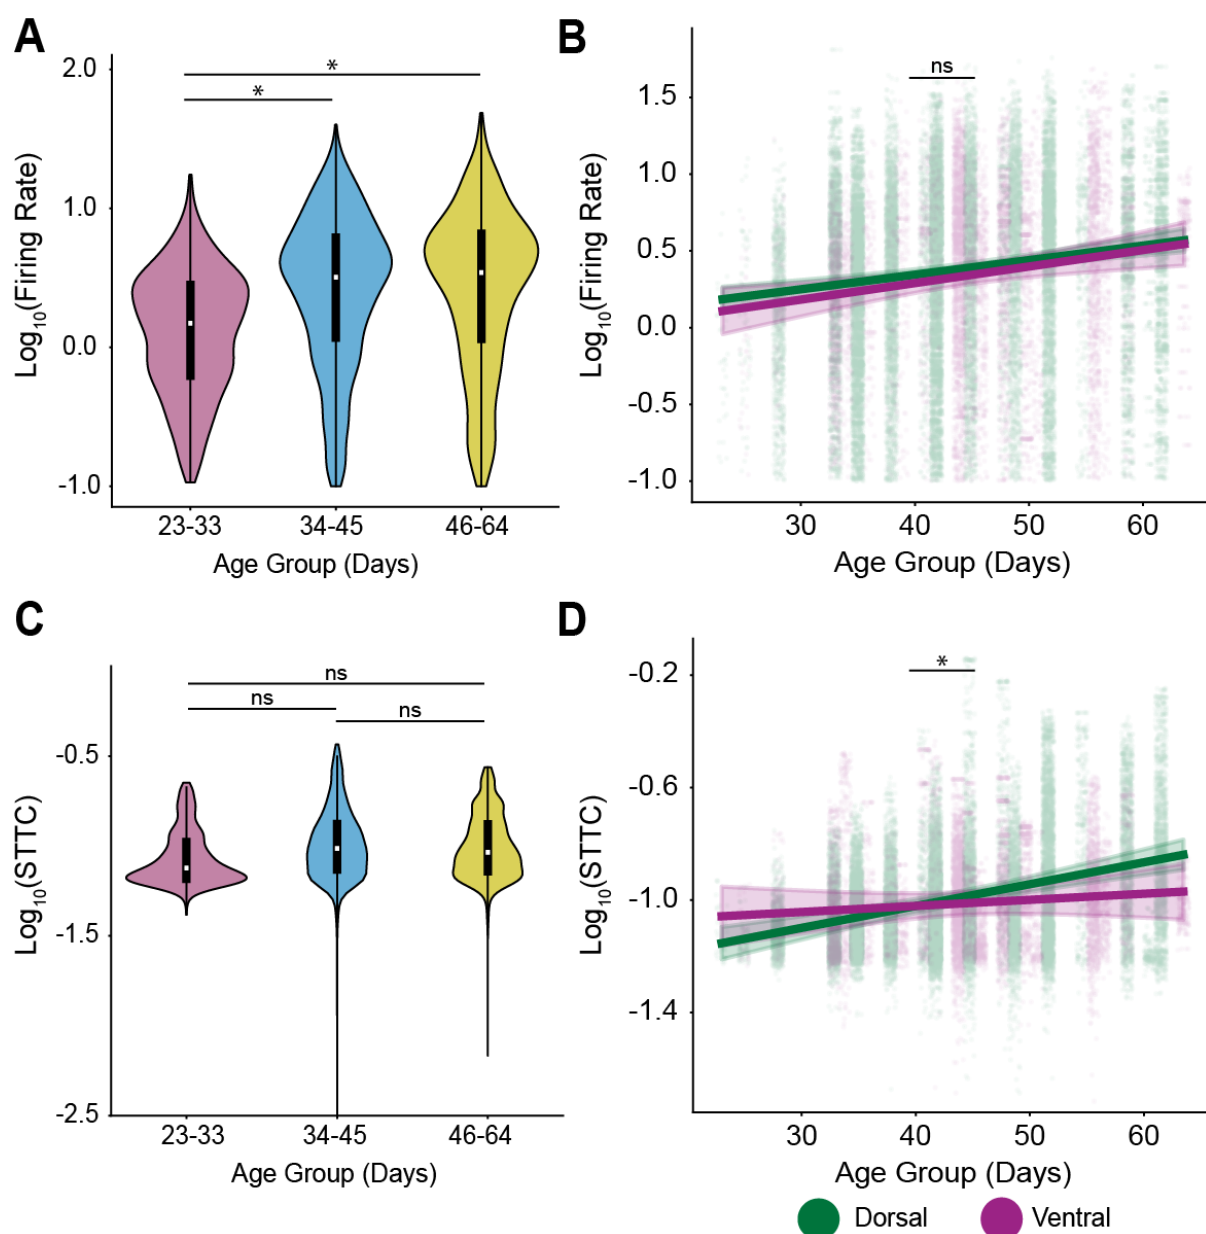 A
2.0
1.0
0.0
-1.0
Log10(Firing Rate)
*
*
23-33 34-45 46-64
Age Group (Days)
B
1.5
1.0
0.5
0.0
-0.5
-1.0
Log10(Firing Rate)
ns
30 40 50 60
Age Group (Days)
C
-0.5
-1.5
-2.5
Log10(STTC)
ns
ns
ns
23-33 34-45 46-64
Age Group (Days)
D
-0.2
-0.6
-1.0
-1.4
Log10(STTC)
*
30 40 50 60
Age Group (Days)
Dorsal Ventral